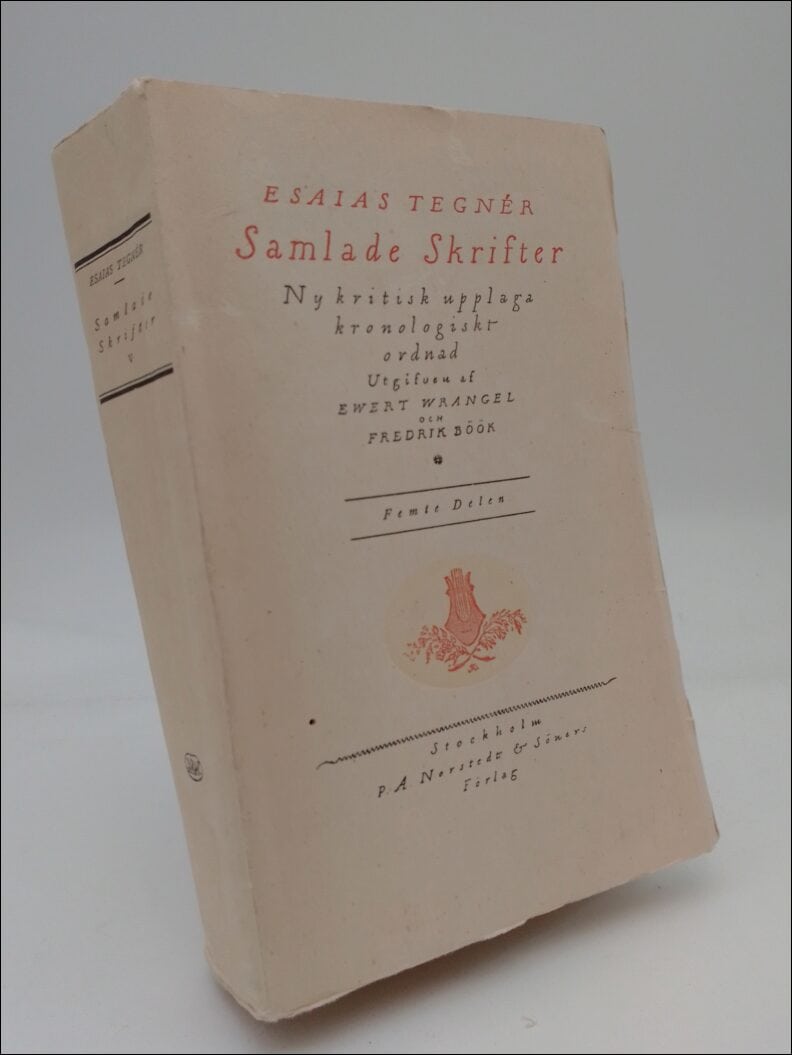 ESAIAS TEGNÉR
Samlade Skrifter
Ny kritisk upplaga
kronologiskt
ordnad
Utgifven af
EWERT WRANGEL
OCH
FREDRIK BÖÖK
Femte Delen
Stockholm
P. A. Norstedt & Söners
Förlag
ESAIAS TEGNÉR
Samlade
Skrifter
V